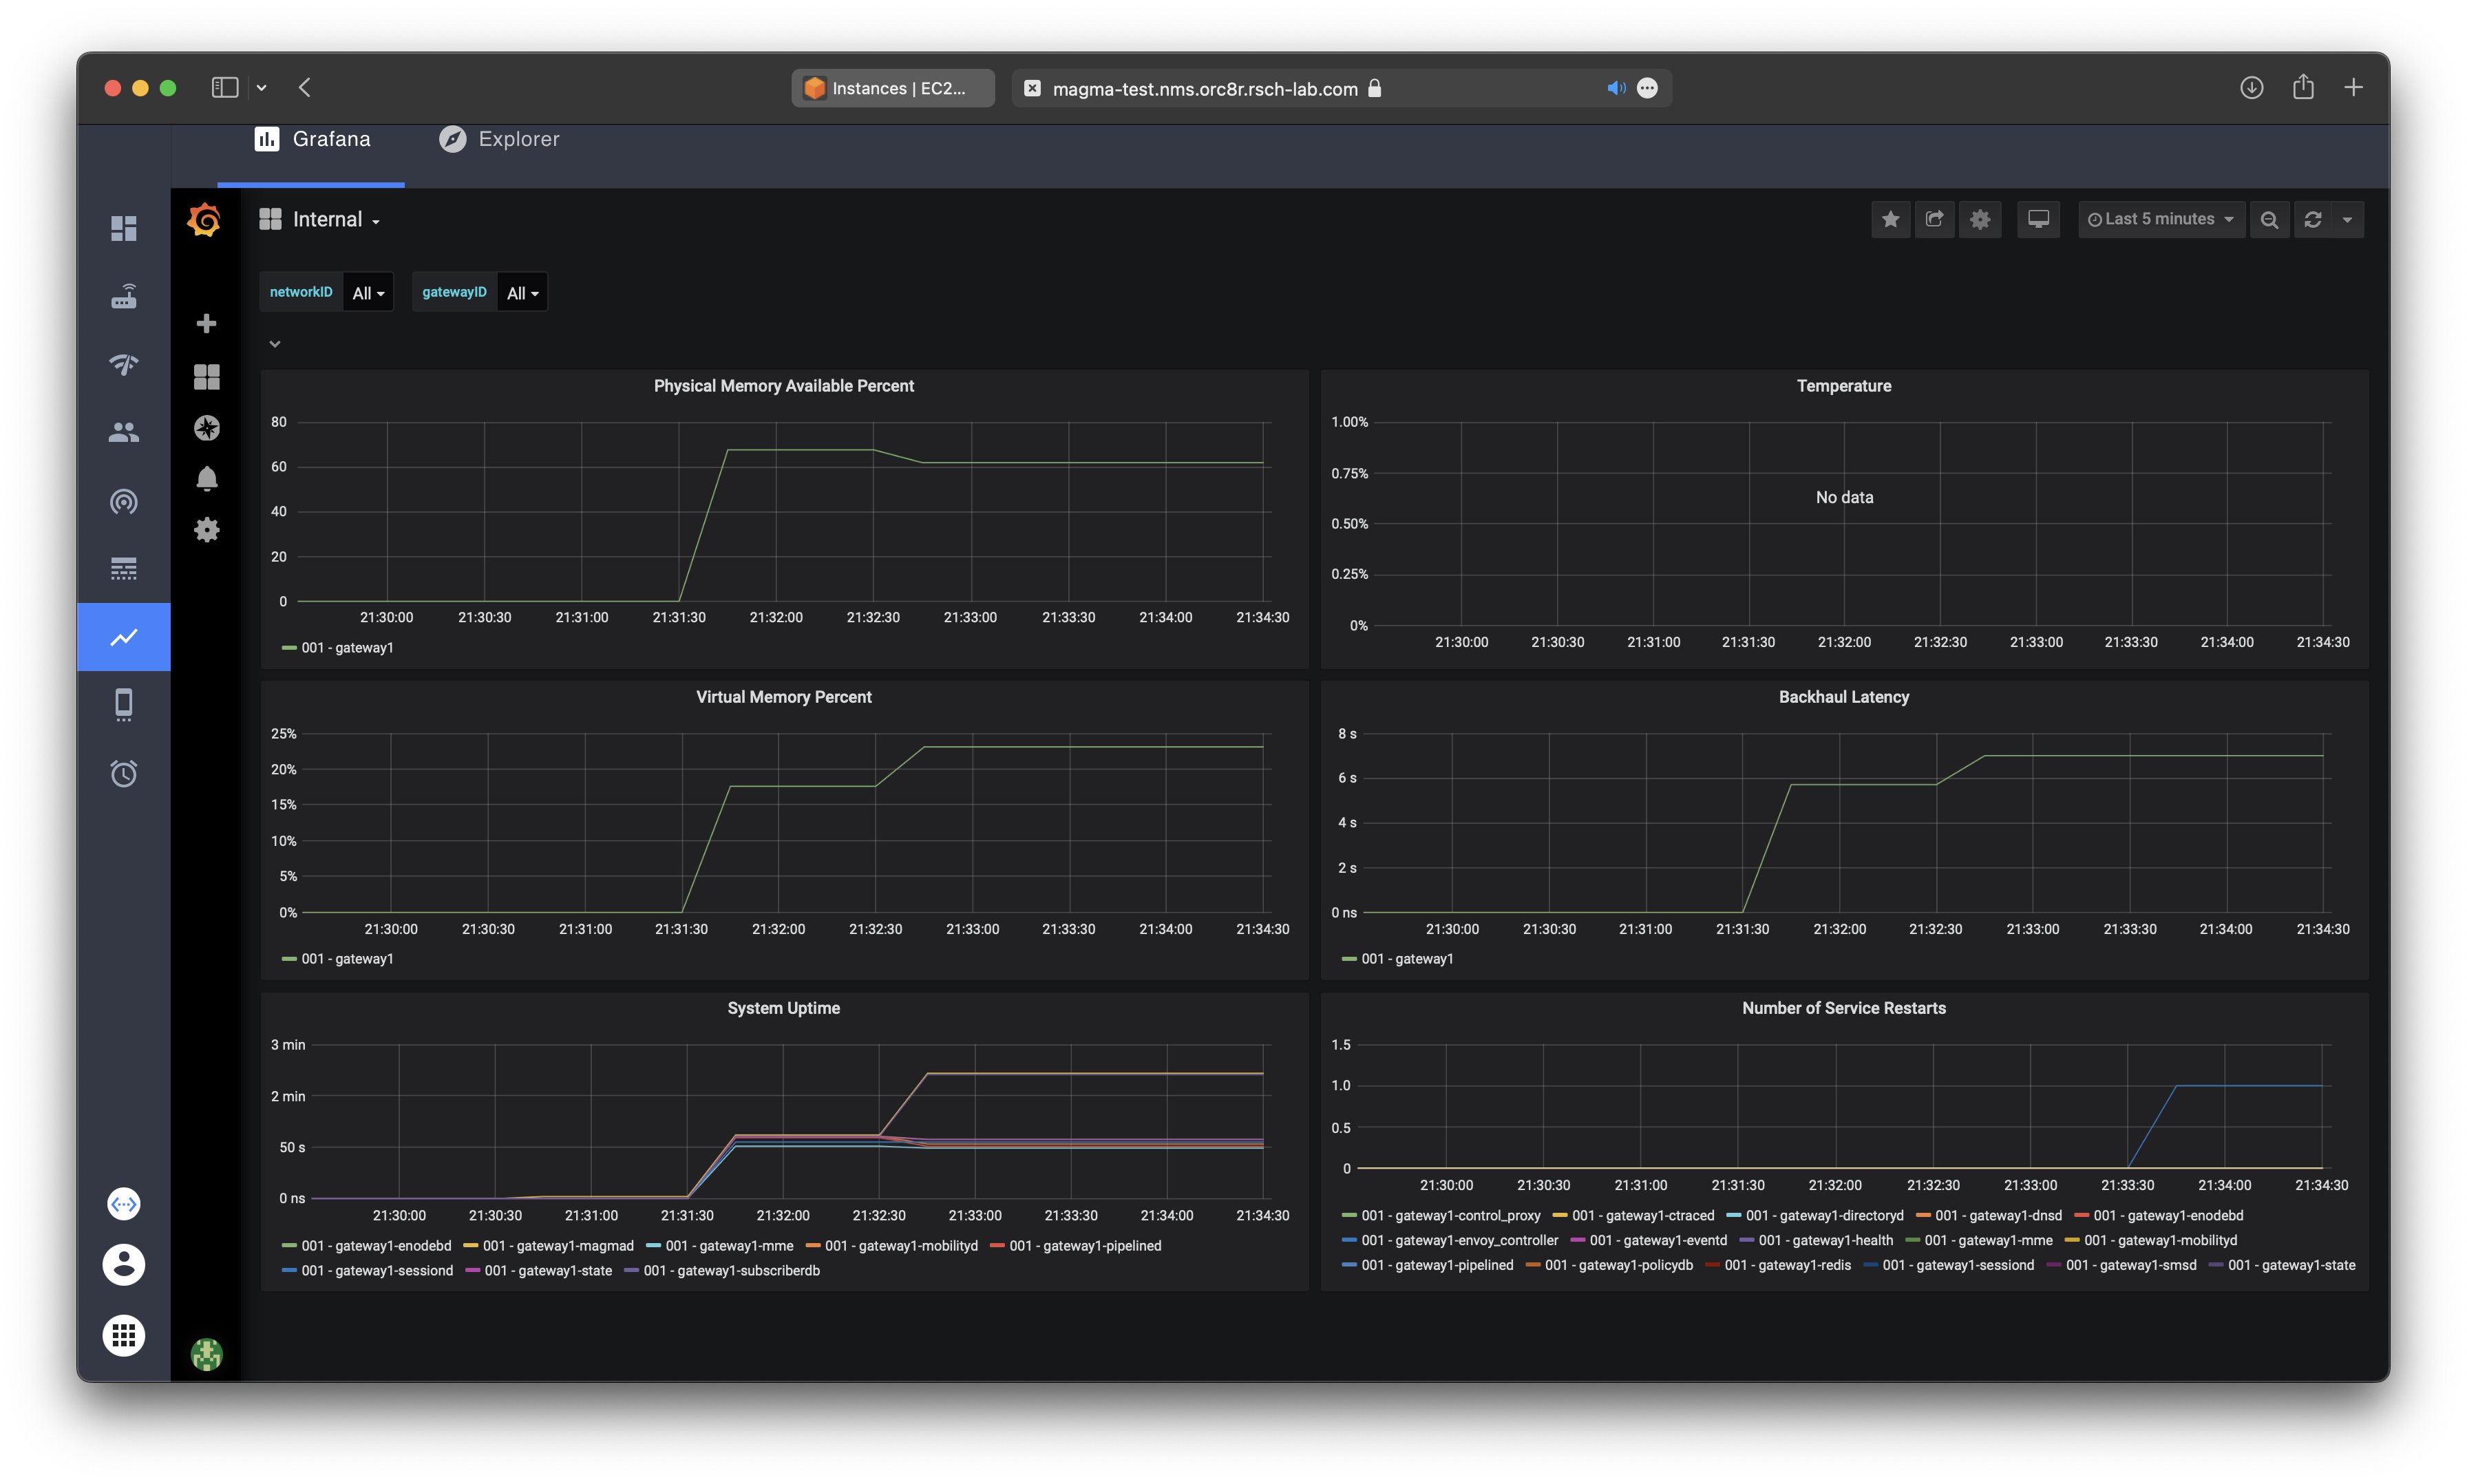 Instances | EC2...
magma-test.nms.orc8r.rsch-lab.com
Grafana
Explorer
Internal
Last 5 minutes
networkID All gatewayID All
Physical Memory Available Percent
80
60
40
20
0
21:30:00 21:30:30 21:31:00 21:31:30 21:32:00 21:32:30 21:33:00 21:33:30 21:34:00 21:34:30
001 - gateway1
Temperature
1.00%
0.75%
No data
0.50%
0.25%
0%
21:30:00 21:30:30 21:31:00 21:31:30 21:32:00 21:32:30 21:33:00 21:33:30 21:34:00 21:34:30
Virtual Memory Percent
25%
20%
15%
10%
5%
0%
21:30:00 21:30:30 21:31:00 21:31:30 21:32:00 21:32:30 21:33:00 21:33:30 21:34:00 21:34:30
001 - gateway1
Backhaul Latency
8 s
6 s
4 s
2 s
0 ns
21:30:00 21:30:30 21:31:00 21:31:30 21:32:00 21:32:30 21:33:00 21:33:30 21:34:00 21:34:30
001 - gateway1
System Uptime
3 min
2 min
50 s
0 ns
21:30:00 21:30:30 21:31:00 21:31:30 21:32:00 21:32:30 21:33:00 21:33:30 21:34:00 21:34:30
001 - gateway1-enodebd 001 - gateway1-magmad 001 - gateway1-mme 001 - gateway1-mobilityd 001 - gateway1-pipelined
001 - gateway1-sessiond 001 - gateway1-state 001 - gateway1-subscriberdb
Number of Service Restarts
1.5
1.0
0.5
0
21:30:00 21:30:30 21:31:00 21:31:30 21:32:00 21:32:30 21:33:00 21:33:30 21:34:00 21:34:30
001 - gateway1-control_proxy 001 - gateway1-ctraced 001 - gateway1-directoryd 001 - gateway1-dnsd 001 - gateway1-enodebd
001 - gateway1-envoy_controller 001 - gateway1-eventd 001 - gateway1-health 001 - gateway1-mme 001 - gateway1-mobilityd
001 - gateway1-pipelined 001 - gateway1-policydb 001 - gateway1-redis 001 - gateway1-sessiond 001 - gateway1-smsd 001 - gateway1-state